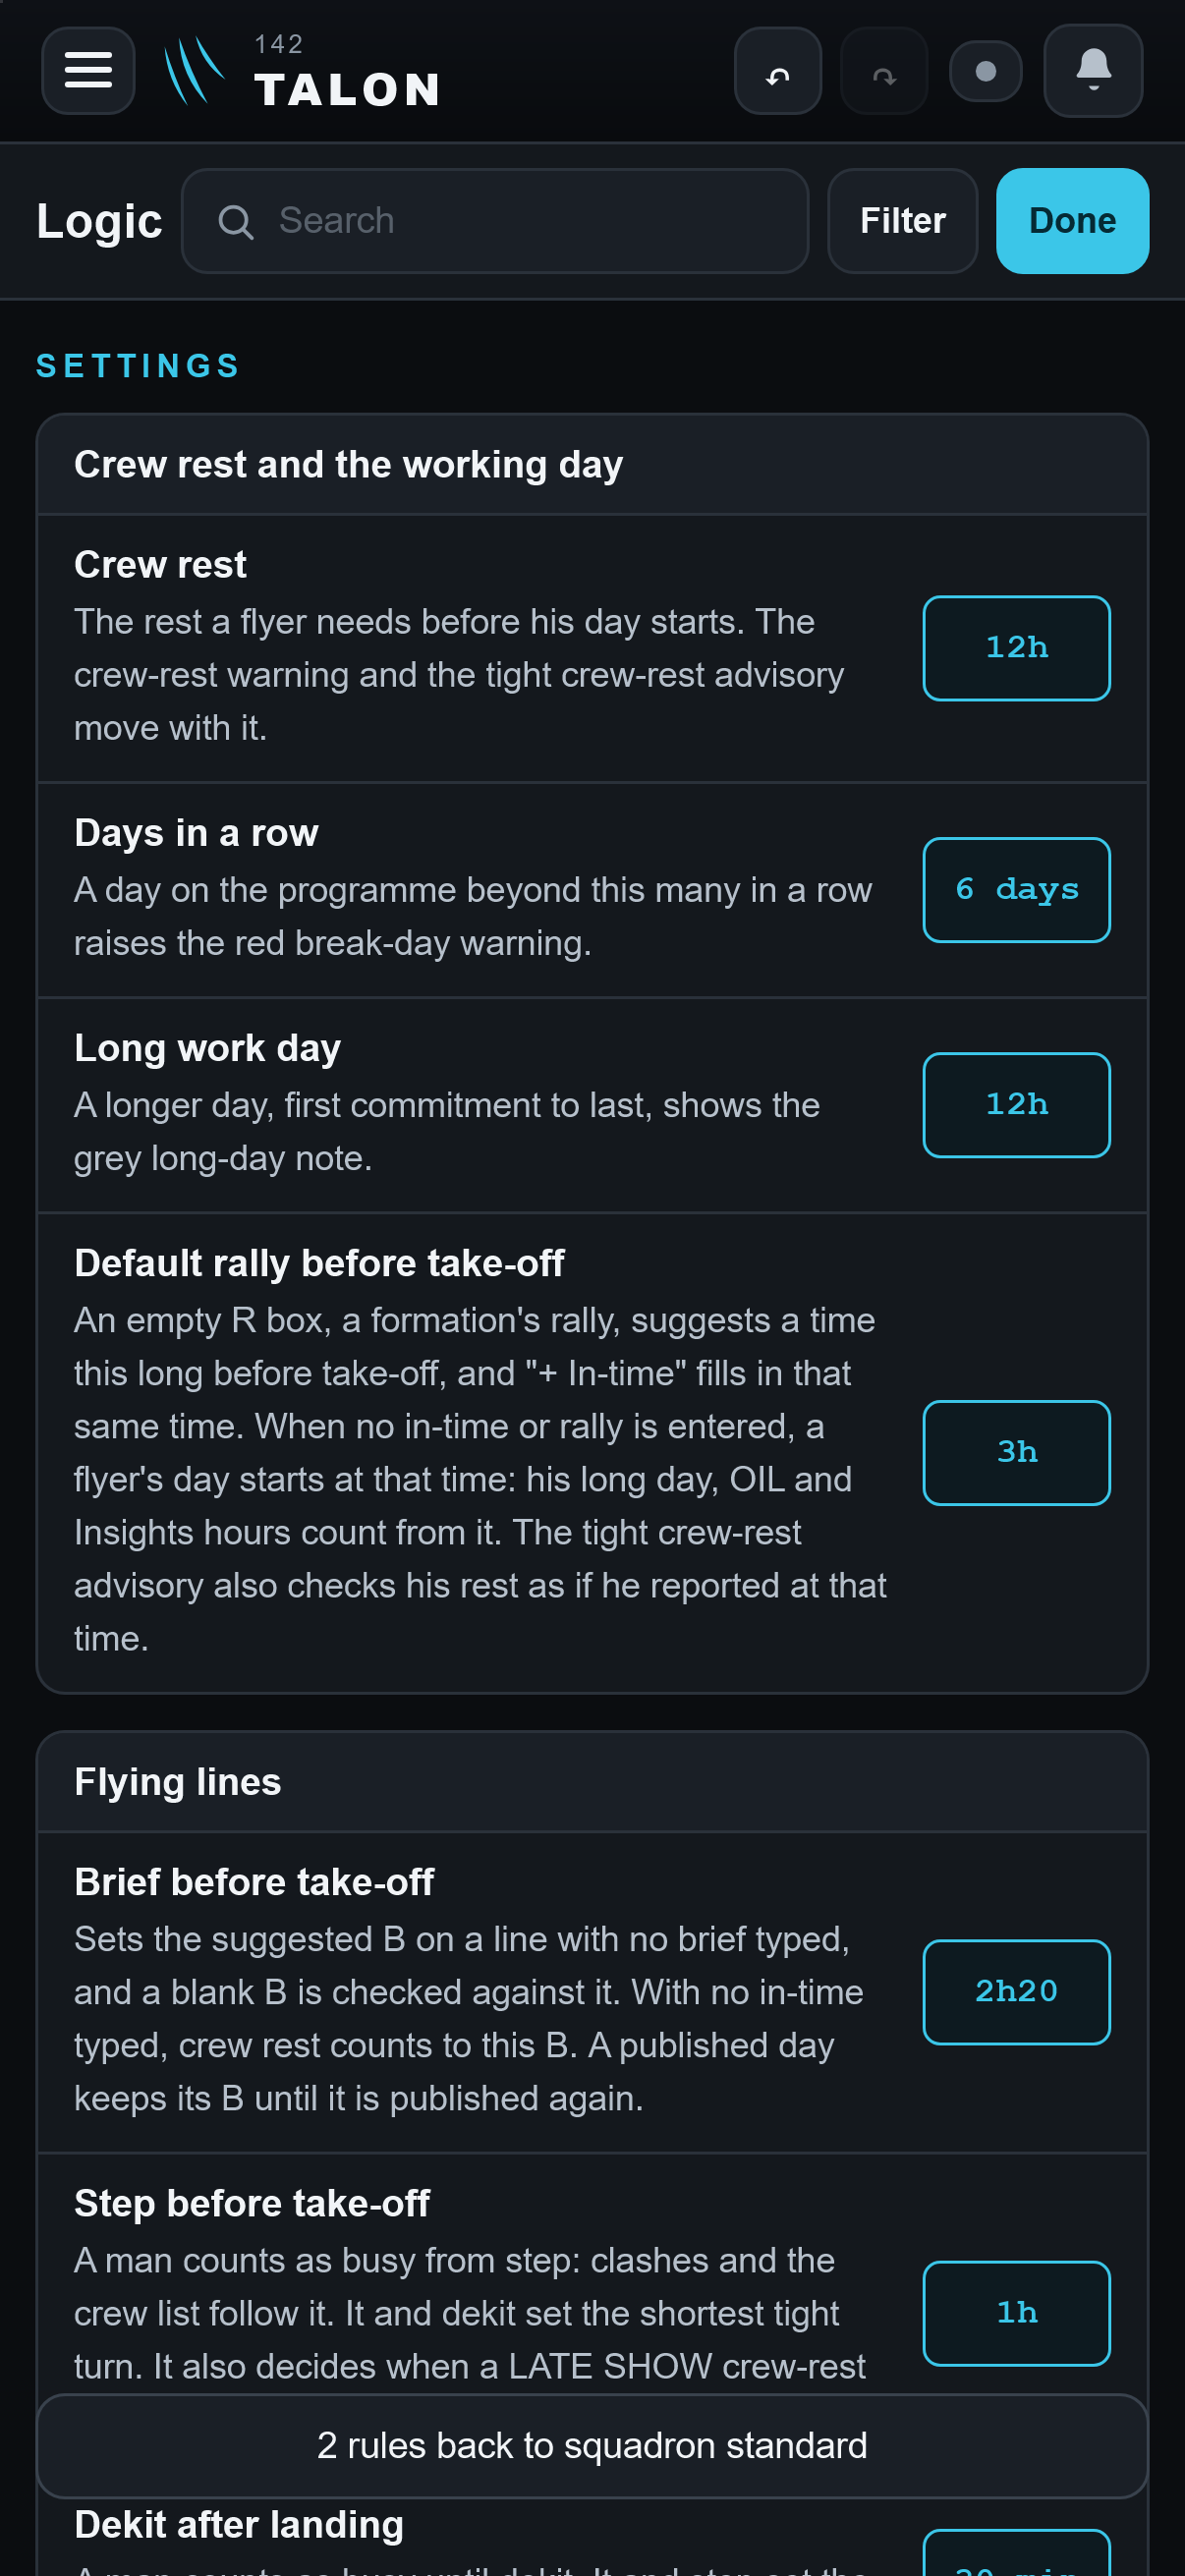 142
TALON
Logic
Search
Filter
Done
SETTINGS
Crew rest and the working day
Crew rest
The rest a flyer needs before his day starts. The
crew-rest warning and the tight crew-rest advisory
move with it.
12h
Days in a row
A day on the programme beyond this many in a row
raises the red break-day warning.
6 days
Long work day
A longer day, first commitment to last, shows the
grey long-day note.
12h
Default rally before take-off
An empty R box, a formation's rally, suggests a time
this long before take-off, and "+ In-time" fills in that
same time. When no in-time or rally is entered, a
flyer's day starts at that time: his long day, OIL and
Insights hours count from it. The tight crew-rest
advisory also checks his rest as if he reported at that
time.
3h
Flying lines
Brief before take-off
Sets the suggested B on a line with no brief typed,
and a blank B is checked against it. With no in-time
typed, crew rest counts to this B. A published day
keeps its B until it is published again.
2h20
Step before take-off
A man counts as busy from step: clashes and the
crew list follow it. It and dekit set the shortest tight
turn. It also decides when a LATE SHOW crew-rest
1h
2 rules back to squadron standard
Dekit after landing